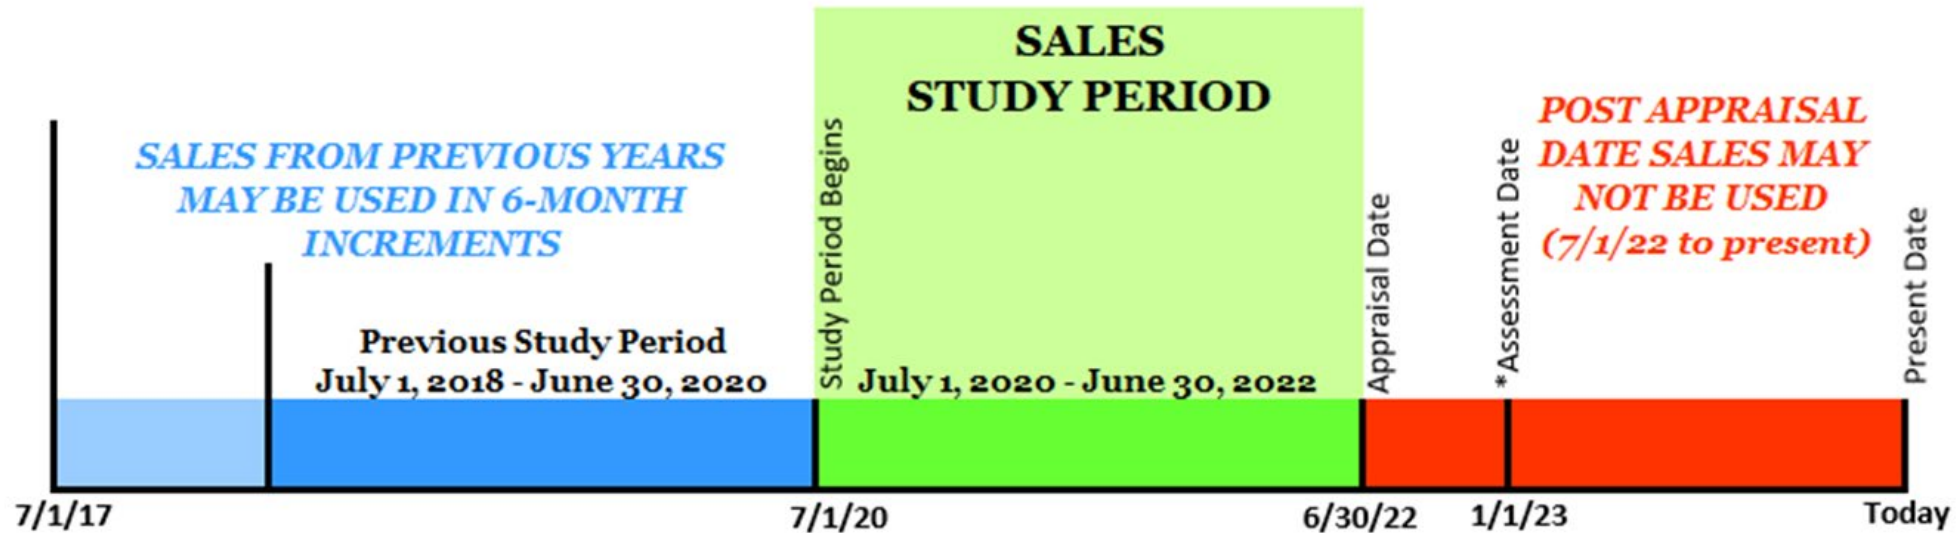 SALES
STUDY PERIOD
SALES FROM PREVIOUS YEARS
MAY BE USED IN 6-MONTH
INCREMENTS
Previous Study Period
July 1, 2018 - June 30, 2020
Study Period Begins
July 1, 2020 - June 30, 2022
Appraisal Date
*Assessment Date
POST APPRAISAL
DATE SALES MAY
NOT BE USED
(7/1/22 to present)
Present Date
7/1/17
7/1/20
6/30/22
1/1/23
Today